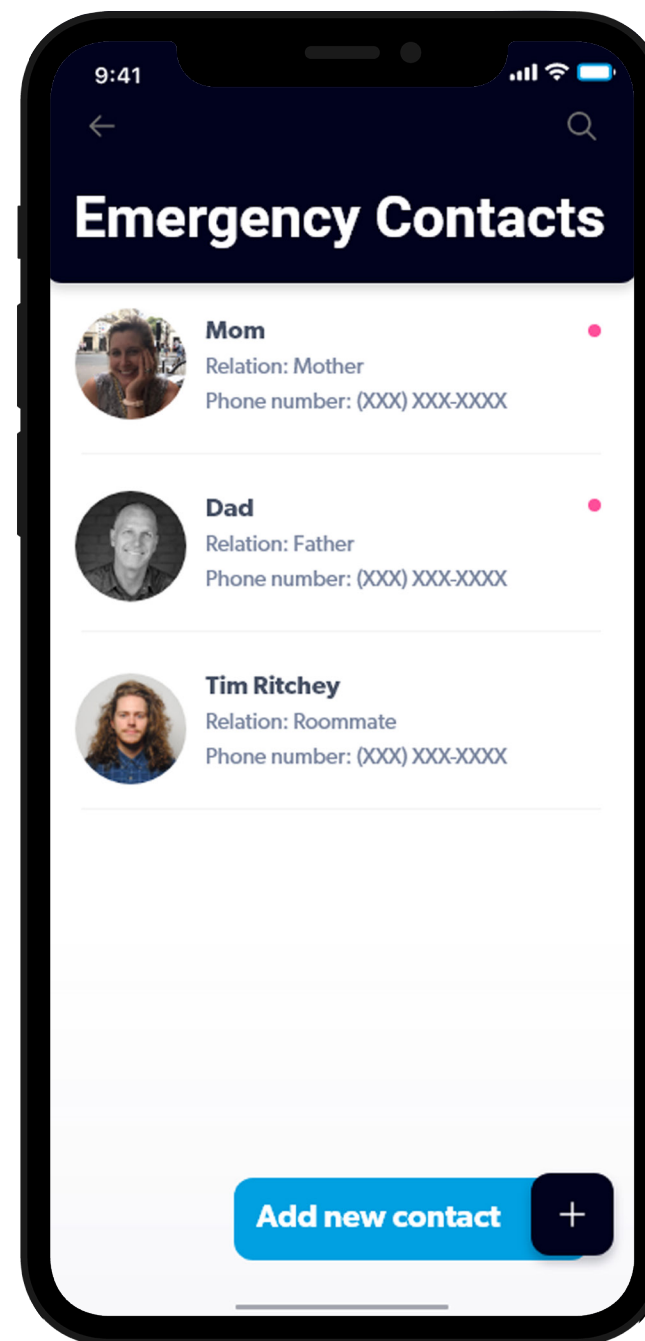 9:41
Emergency Contacts
Mom
Relation: Mother
Phone number: (XXX) XXX-XXXX
Dad
Relation: Father
Phone number: (XXX) XXX-XXXX
Tim Ritchey
Relation: Roommate
Phone number: (XXX) XXX-XXXX
Add new contact